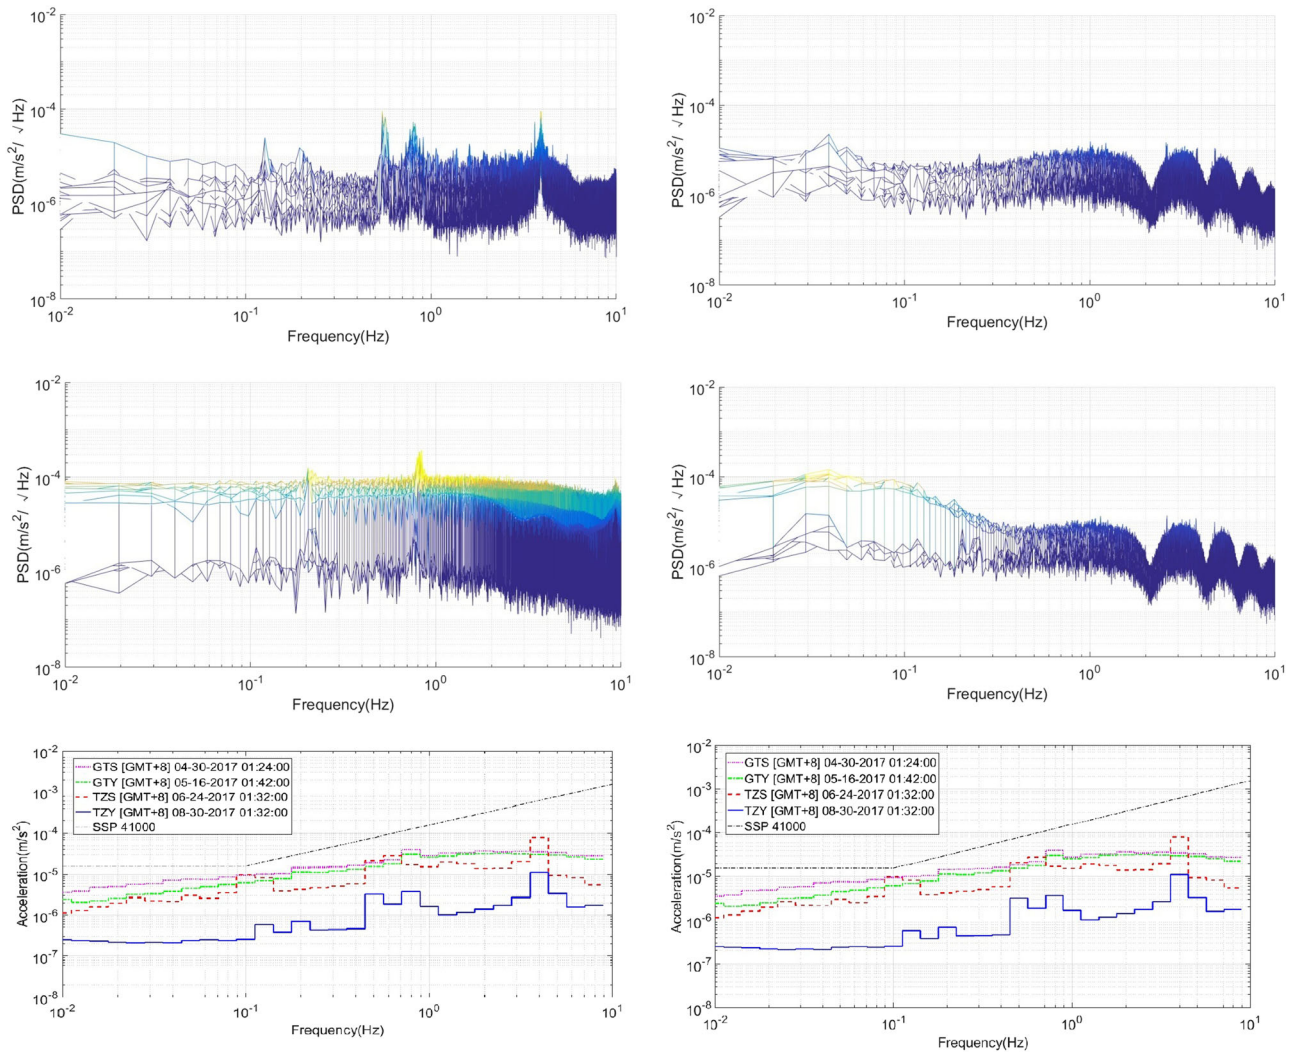 10-2
10-4
10-6
10-8
PSD(m/s2/ √Hz)
10-2 10-1 100 101
Frequency(Hz)
10-2
10-4
10-6
10-8
PSD(m/s2/ √Hz)
10-2 10-1 100 101
Frequency(Hz)
10-2
10-4
10-6
10-8
PSD(m/s2/ √Hz)
10-2 10-1 100 101
Frequency(Hz)
10-2
10-4
10-6
10-8
PSD(m/s2/ √Hz)
10-2 10-1 100 101
Frequency(Hz)
10-2
10-3
10-4
10-5
10-6
10-7
10-8
Acceleration(m/s2)
GTS [GMT+8] 04-30-2017 01:24:00
GTY [GMT+8] 05-16-2017 01:42:00
TZS [GMT+8] 06-24-2017 01:32:00
TZY [GMT+8] 08-30-2017 01:32:00
SSP 41000
10-2 10-1 100 101
Frequency(Hz)
10-2
10-3
10-4
10-5
10-6
10-7
10-8
Acceleration(m/s2)
GTS [GMT+8] 04-30-2017 01:24:00
GTY [GMT+8] 05-16-2017 01:42:00
TZS [GMT+8] 06-24-2017 01:32:00
TZY [GMT+8] 08-30-2017 01:32:00
SSP 41000
10-2 10-1 100 101
Frequency(Hz)